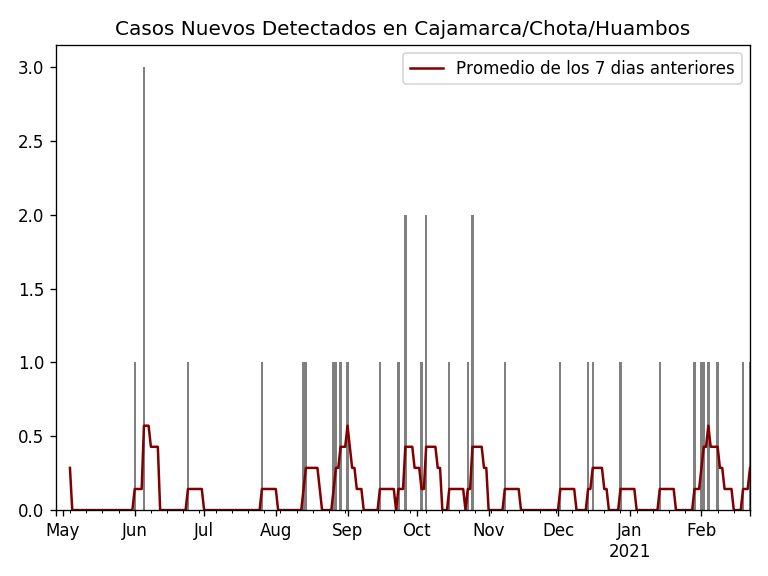 Casos Nuevos Detectados en Cajamarca/Chota/Huambos
Promedio de los 7 dias anteriores
3.0
2.5
2.0
1.5
1.0
0.5
0.0
May Jun Jul Aug Sep Oct Nov Dec Jan Feb
2021